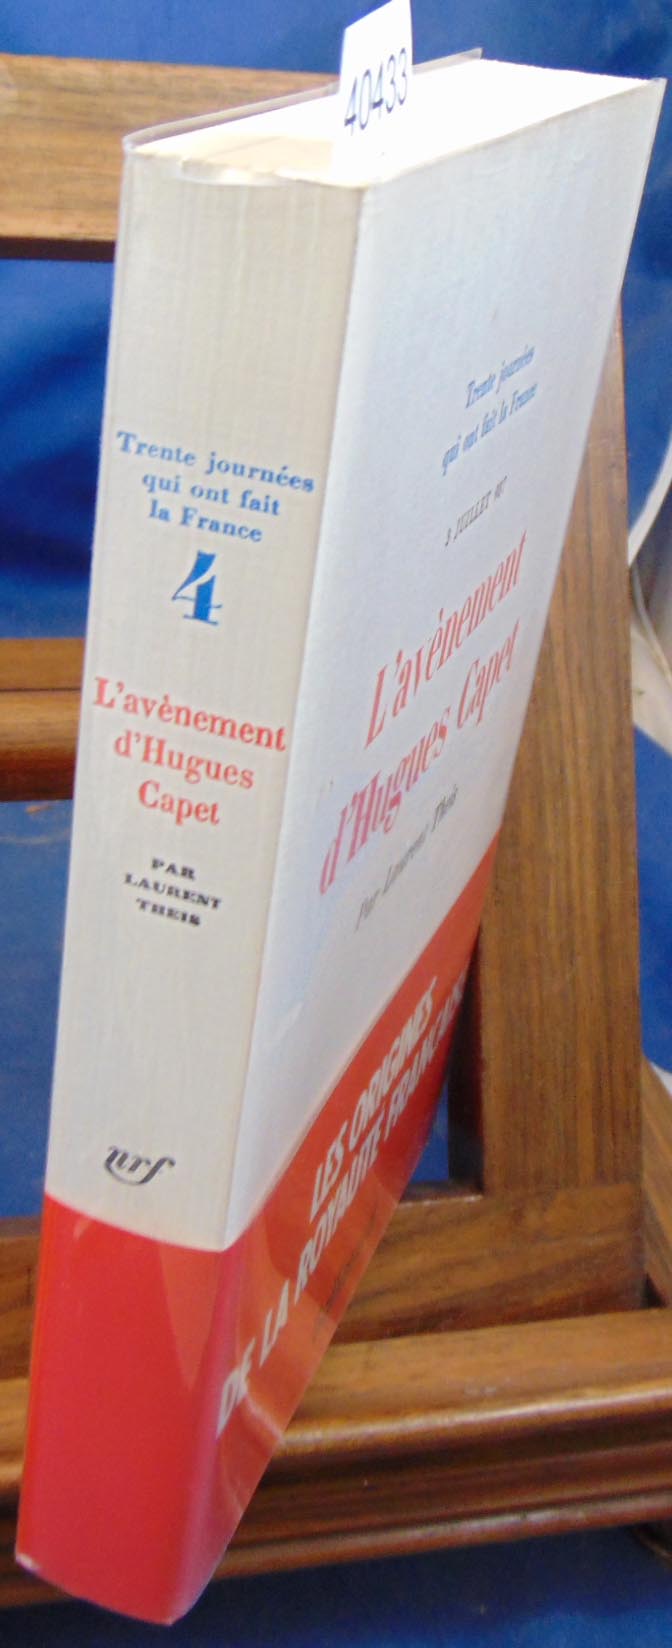 40433
Trente journées
qui ont fait
la France
4
L'avènement
d'Hugues
Capet
PAR
LAURENT
THEIS
nrf
Trente journées
qui ont fait la France
3 JUILLET 987
L'avènement
d'Hugues Capet
Par Laurent Theis
LES ORIGINES
DE LA ROYAUTÉ FRANÇAISE